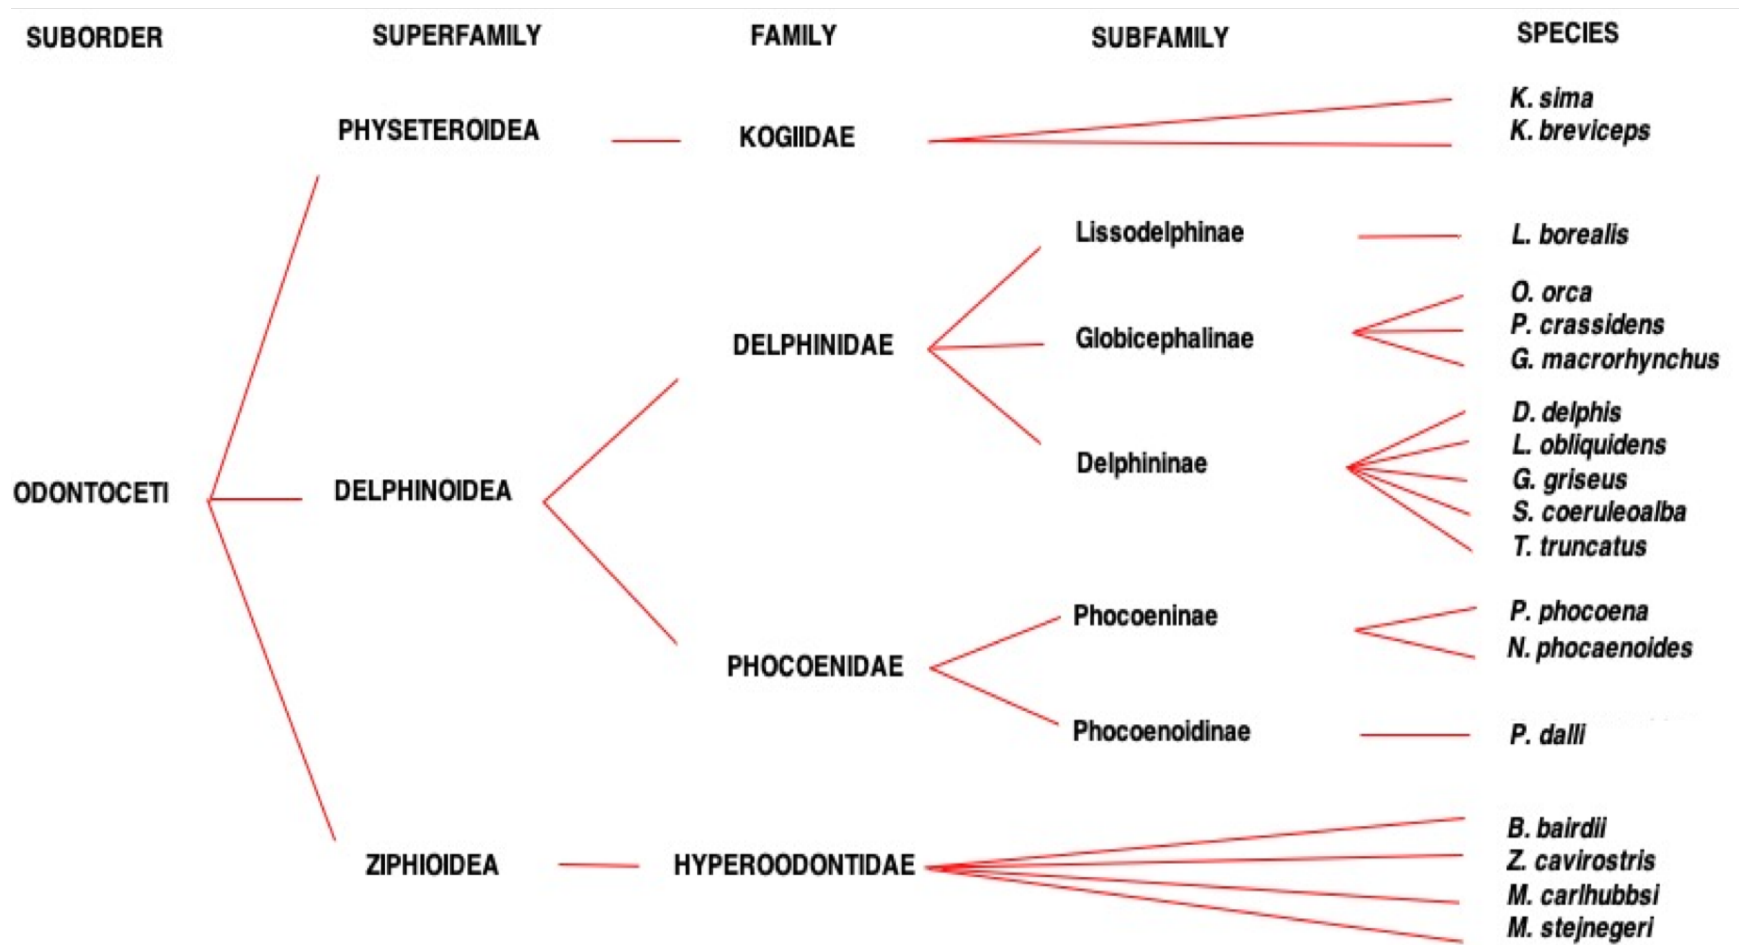 SUBORDER SUPERFAMILY FAMILY SUBFAMILY SPECIES
K. sima
PHYSETEROIDEA KOGIIDAE K. breviceps
Lissodelphinae L. borealis
O. orca
DELPHINIDAE Globicephalinae P. crassidens
G. macrorhynchus
D. delphis
L. obliquidens
ODONTOCETI DELPHINOIDEA Delphininae G. griseus
S. coeruleoalba
T. truncatus
Phocoeninae P. phocoena
PHOCOENIDAE N. phocaenoides
Phocoenoidinae P. dalli
B. bairdii
ZIPHIOIDEA HYPEROODONTIDAE Z. cavirostris
M. carlhubbsi
M. stejnegeri